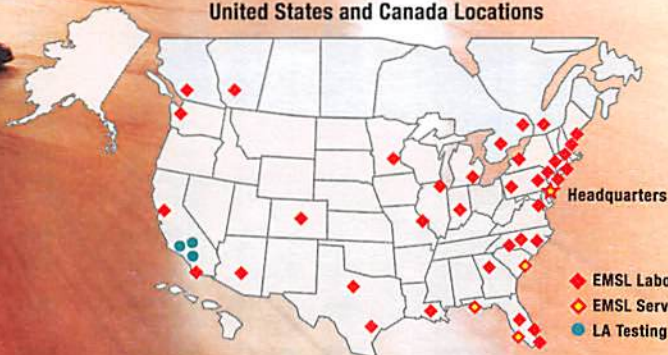 United States and Canada Locations
Headquarters
EMSL Labo
EMSL Serv
LA Testing